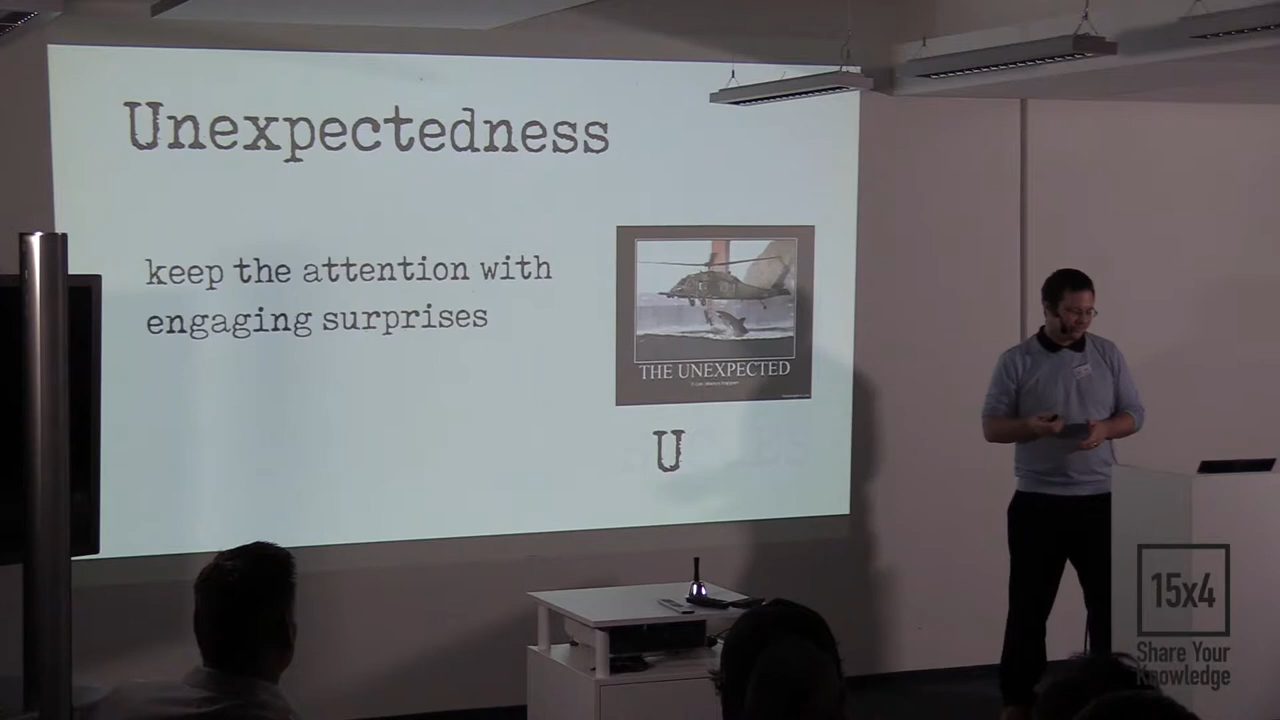 Unexpectedness
keep the attention with
engaging surprises
THE UNEXPECTED
U
15x4
Share Your
Knowledge